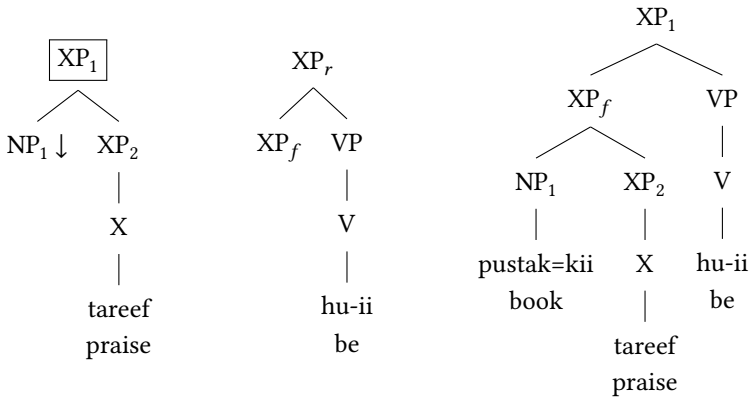 XP₁
NP₁↓ XP₂
X
tareef
praise
XPᵣ
XP𝑓 VP
V
hu-ii
be
XP₁
XP𝑓 VP
NP₁ XP₂ V
pustak=kii X hu-ii
book be
tareef
praise